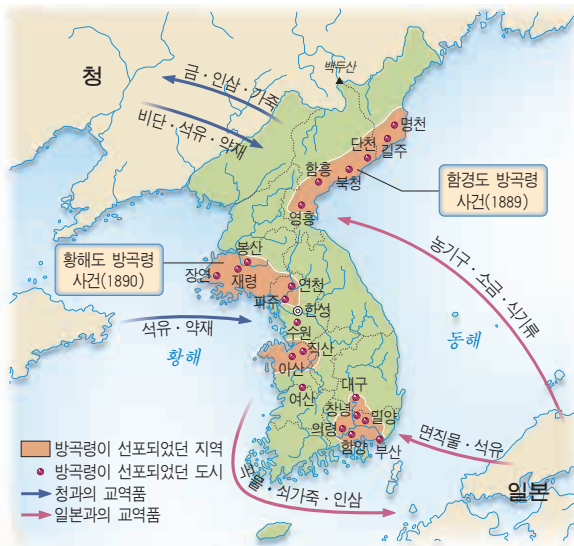 청
금·인삼·가죽
비단·석유·약재
백두산
명천
단천
길주
함흥
북청
영흥
함경도 방곡령
사건(1889)
황해도 방곡령
사건(1890)
봉산
장연
재령
연천
파주
한성
수원
석유·약재
황해
동해
농기구·소금·식기류
직산
아산
여산
대구
창녕
밀양
의령
함양
부산
면직물·석유
일본
쇠가죽·인삼
방곡령이 선포되었던 지역
방곡령이 선포되었던 도시
청과의 교역품
일본과의 교역품